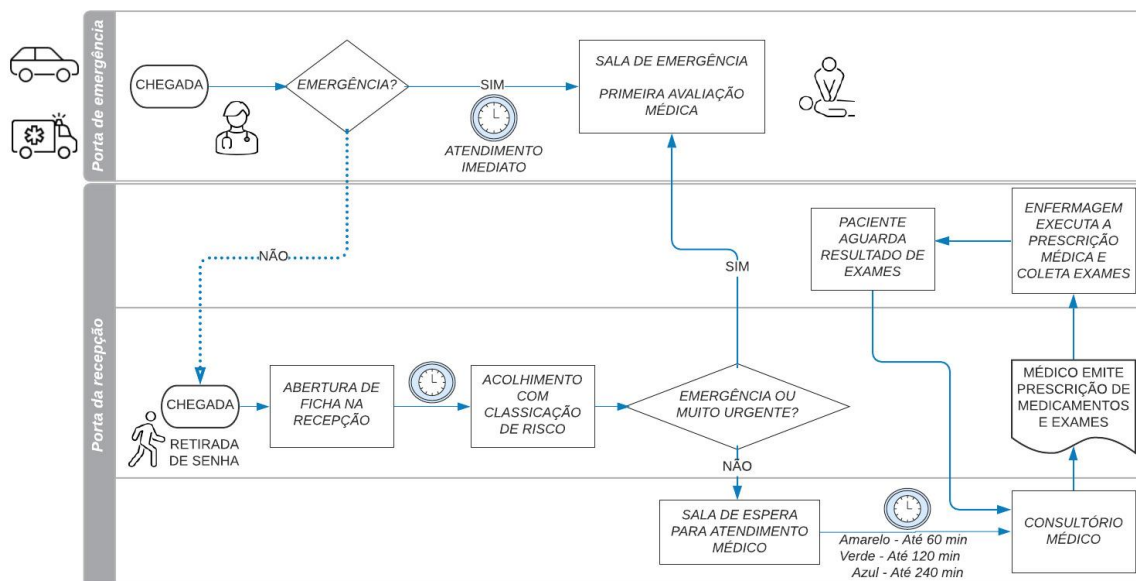 Porta de emergência
CHEGADA
EMERGÊNCIA?
SIM
ATENDIMENTO
IMEDIATO
SALA DE EMERGÊNCIA
PRIMEIRA AVALIAÇÃO
MÉDICA
Porta da recepção
NÃO
SIM
PACIENTE
AGUARDA
RESULTADO DE
EXAMES
ENFERMAGEM
EXECUTA A
PRESCRIÇÃO
MÉDICA E
COLETA EXAMES
CHEGADA
RETIRADA
DE SENHA
ABERTURA DE
FICHA NA
RECEPÇÃO
ACOLHIMENTO
COM
CLASSICAÇÃO
DE RISCO
EMERGÊNCIA OU
MUITO URGENTE?
MÉDICO EMITE
PRESCRIÇÃO DE
MEDICAMENTOS
E EXAMES
NÃO
SALA DE ESPERA
PARA ATENDIMENTO
MÉDICO
Amarelo - Até 60 min
Verde - Até 120 min
Azul - Até 240 min
CONSULTÓRIO
MÉDICO